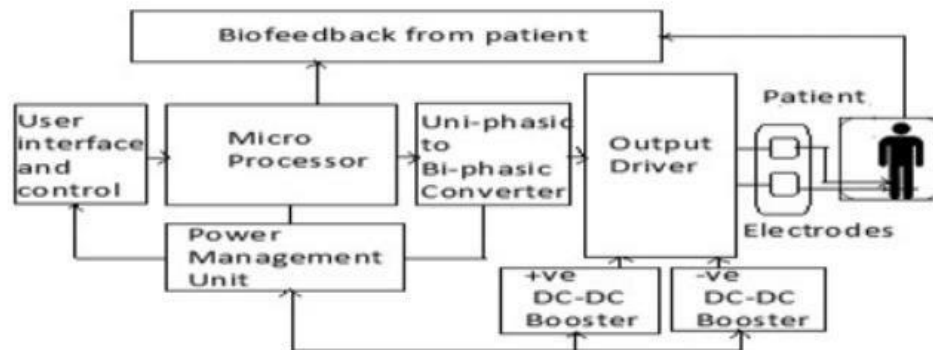 Biofeedback from patient
User
interface
and
control
Micro
Processor
Uni-phasic
to
Bi-phasic
Converter
Output
Driver
Patient
Electrodes
Power
Management
Unit
+ve
DC-DC
Booster
-ve
DC-DC
Booster